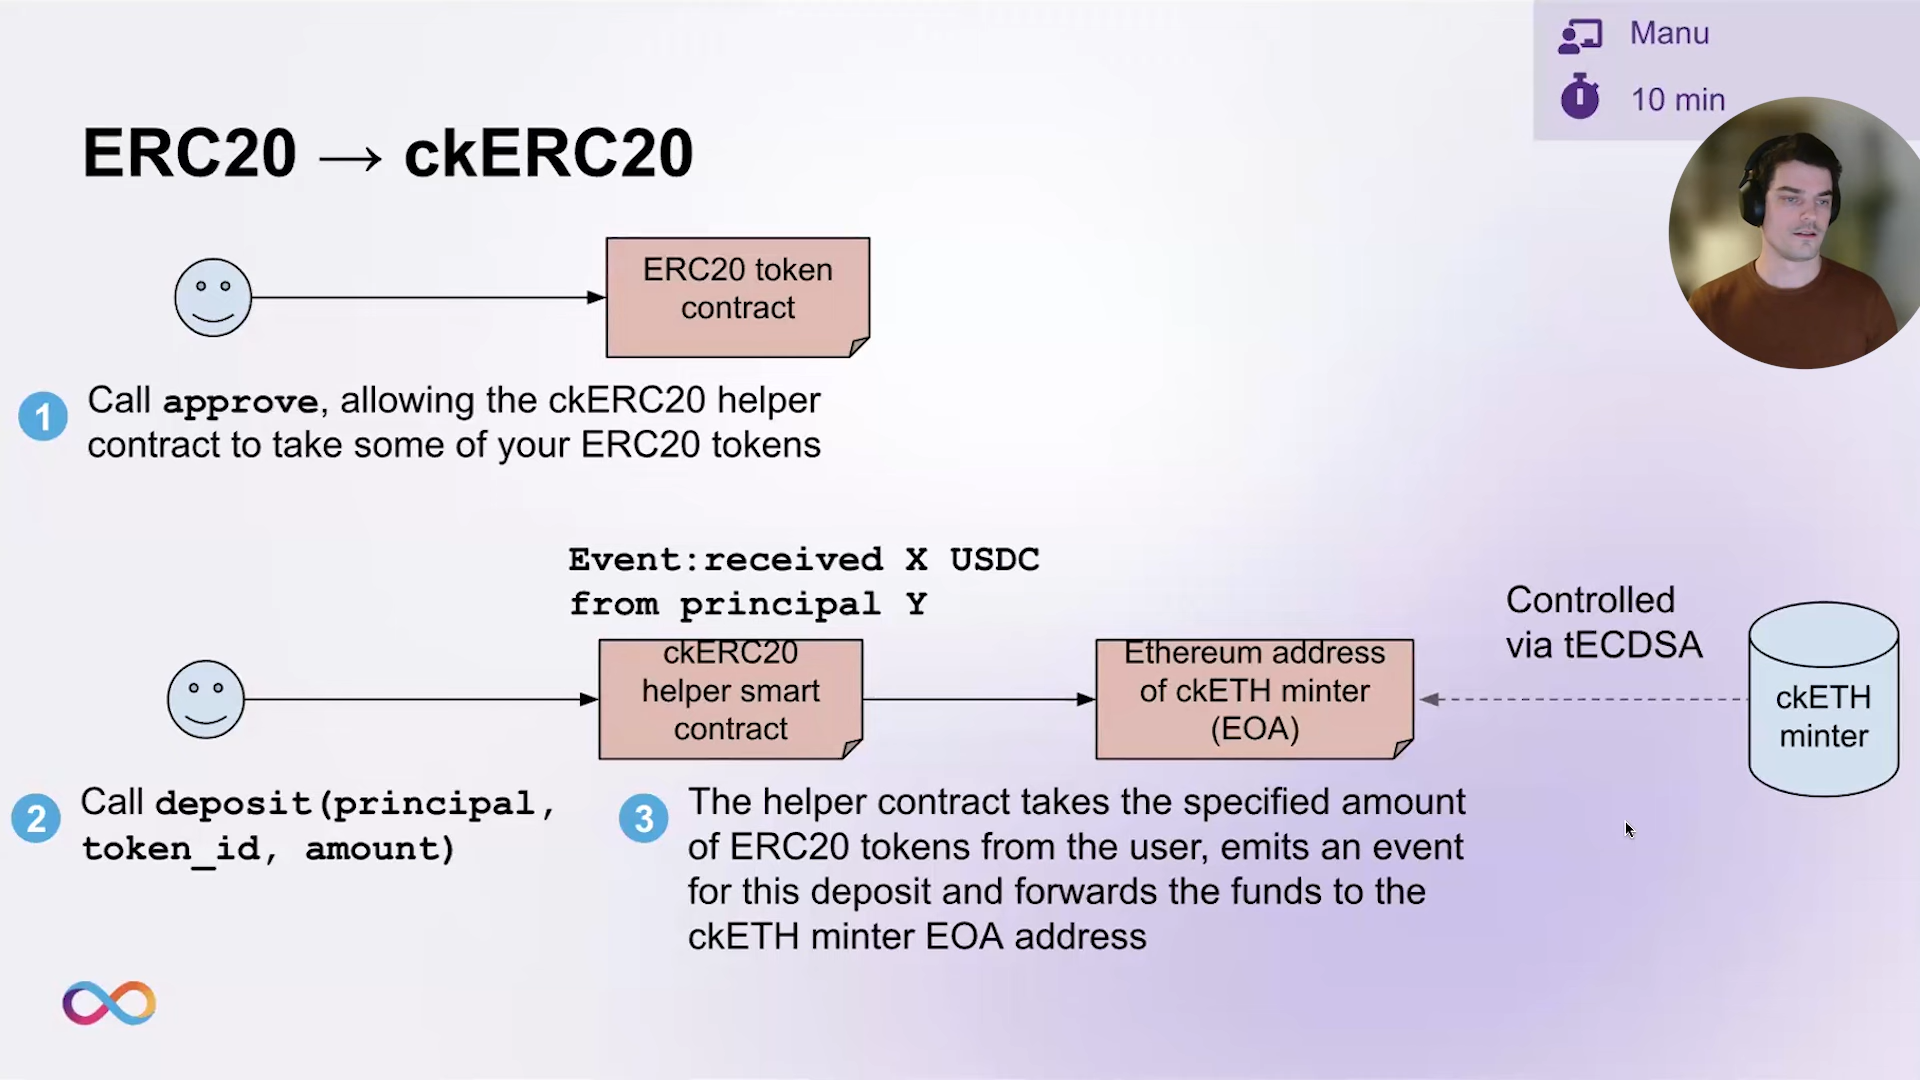 Manu
10 min
ERC20 → ckERC20
ERC20 token
contract
1
Call approve, allowing the ckERC20 helper
contract to take some of your ERC20 tokens
Event:received X USDC
from principal Y
ckERC20
helper smart
contract
Ethereum address
of ckETH minter
(EOA)
Controlled
via tECDSA
ckETH
minter
2
Call deposit(principal,
token_id, amount)
3
The helper contract takes the specified amount
of ERC20 tokens from the user, emits an event
for this deposit and forwards the funds to the
ckETH minter EOA address